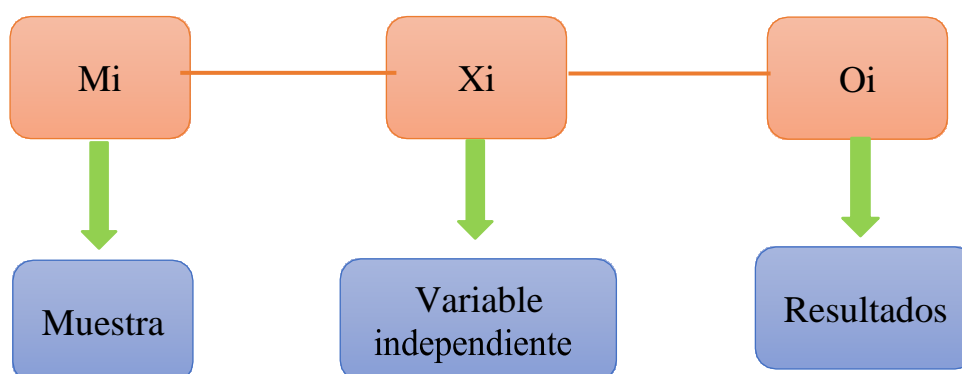 Mi
Xi
Oi
Muestra
Variable
independiente
Resultados